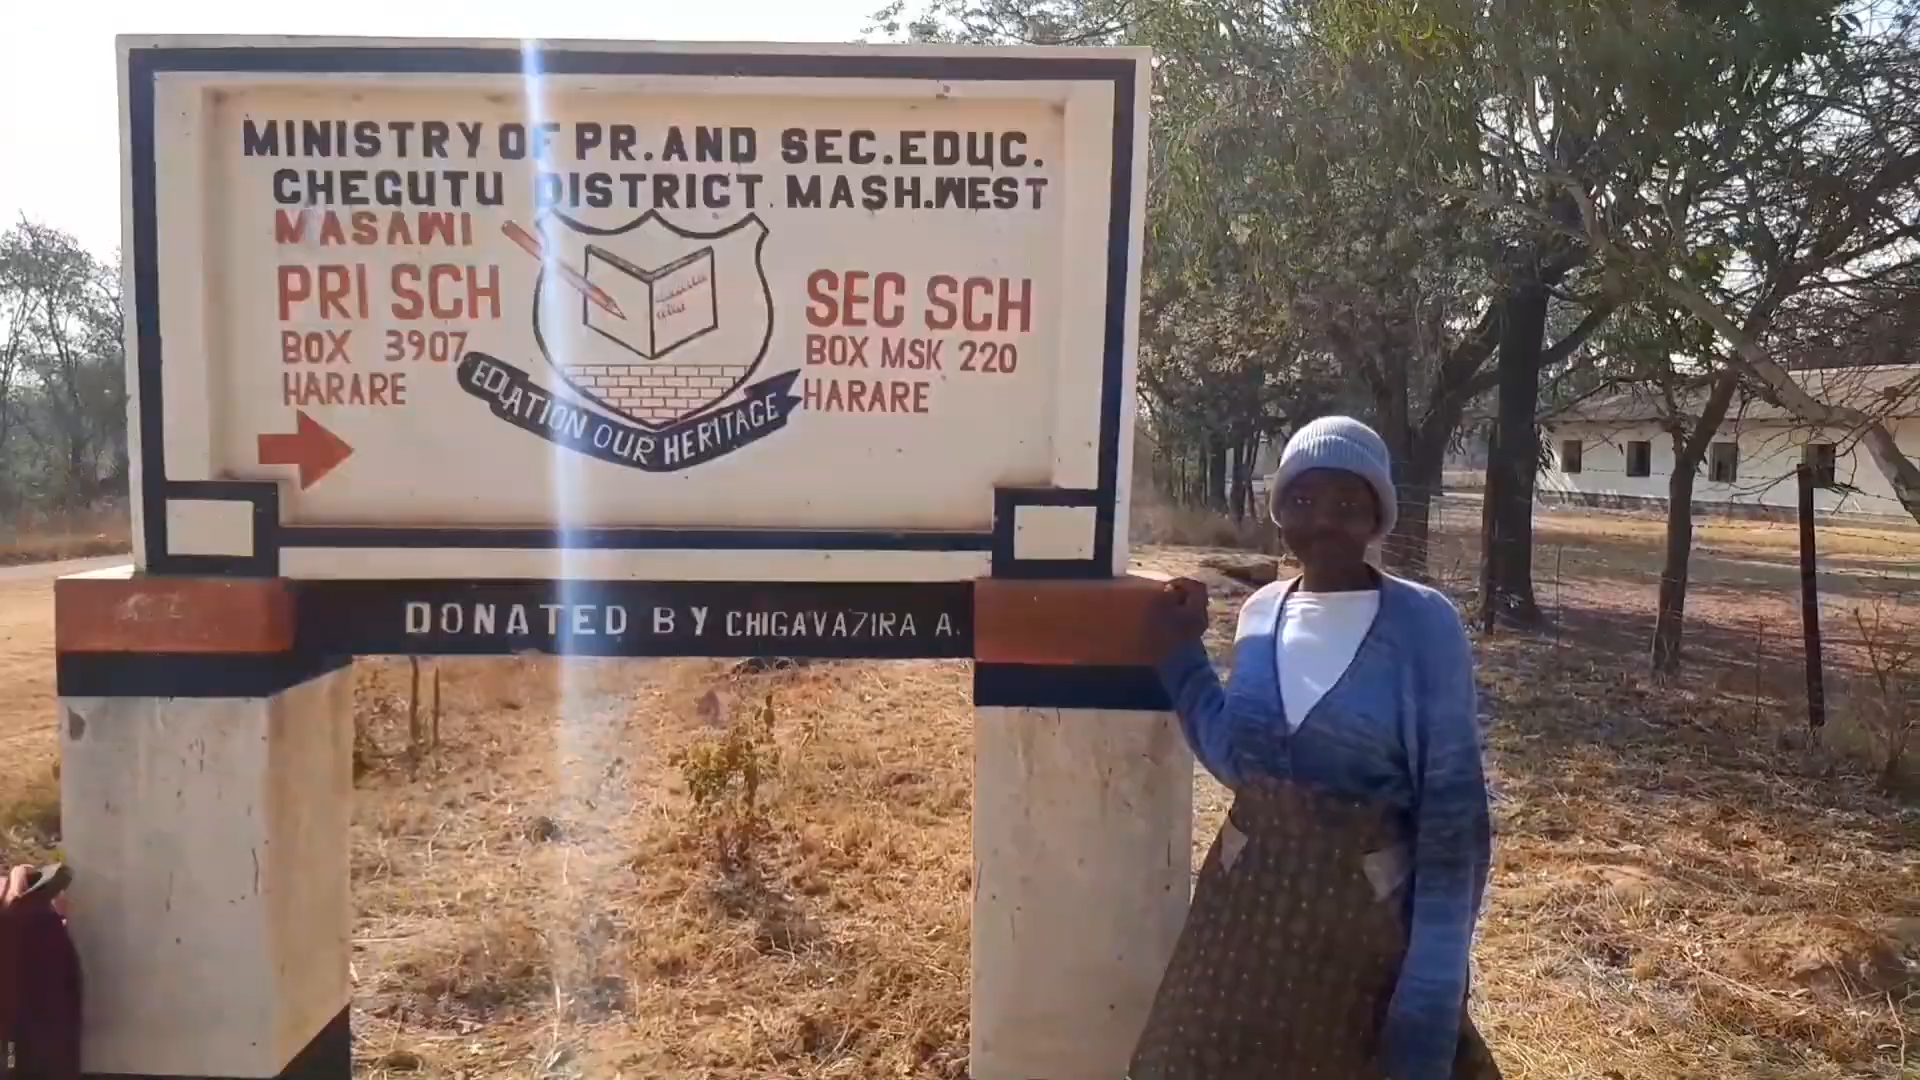 MINISTRY OF PR. AND SEC. EDUC.
CHEGUTU DISTRICT. MASH. WEST
MASAWI
PRI SCH
BOX 3907
HARARE
SEC SCH
BOX MSK 220
HARARE
EDUATION OUR HERITAGE
DONATED BY CHIGAVAZIRA A.